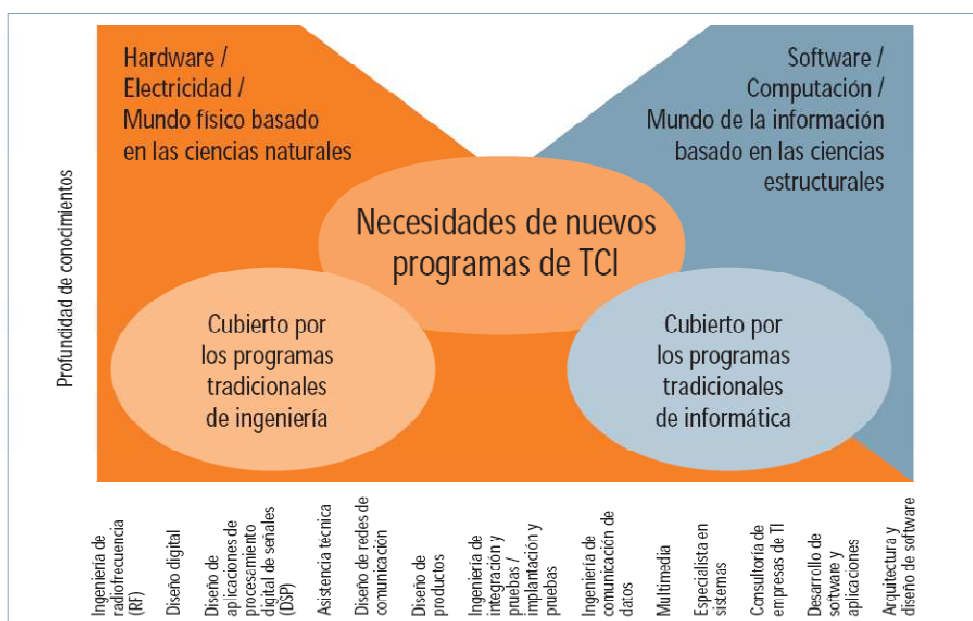 Hardware /
Electricidad /
Mundo físico basado
en las ciencias naturales
Software /
Computación /
Mundo de la información
basado en las ciencias
estructurales
Necesidades de nuevos
programas de TCI
Cubierto por
los programas
tradicionales
de ingeniería
Cubierto por
los programas
tradicionales
de informática
Profundidad de conocimientos
Ingeniería de
radiofrecuencia
(RF)
Diseño digital
Diseño de
aplicaciones de
procesamiento
digital de señales
(DSP)
Asistencia técnica
Diseño de redes de
comunicación
Diseño de
productos
Ingeniería de
integración y
pruebas /
implantación y
pruebas
Ingeniería de
comunicación de
datos
Multimedia
Especialista en
sistemas
Consultoría de
empresas de TI
Desarrollo de
software y
aplicaciones
Arquitectura y
diseño de software